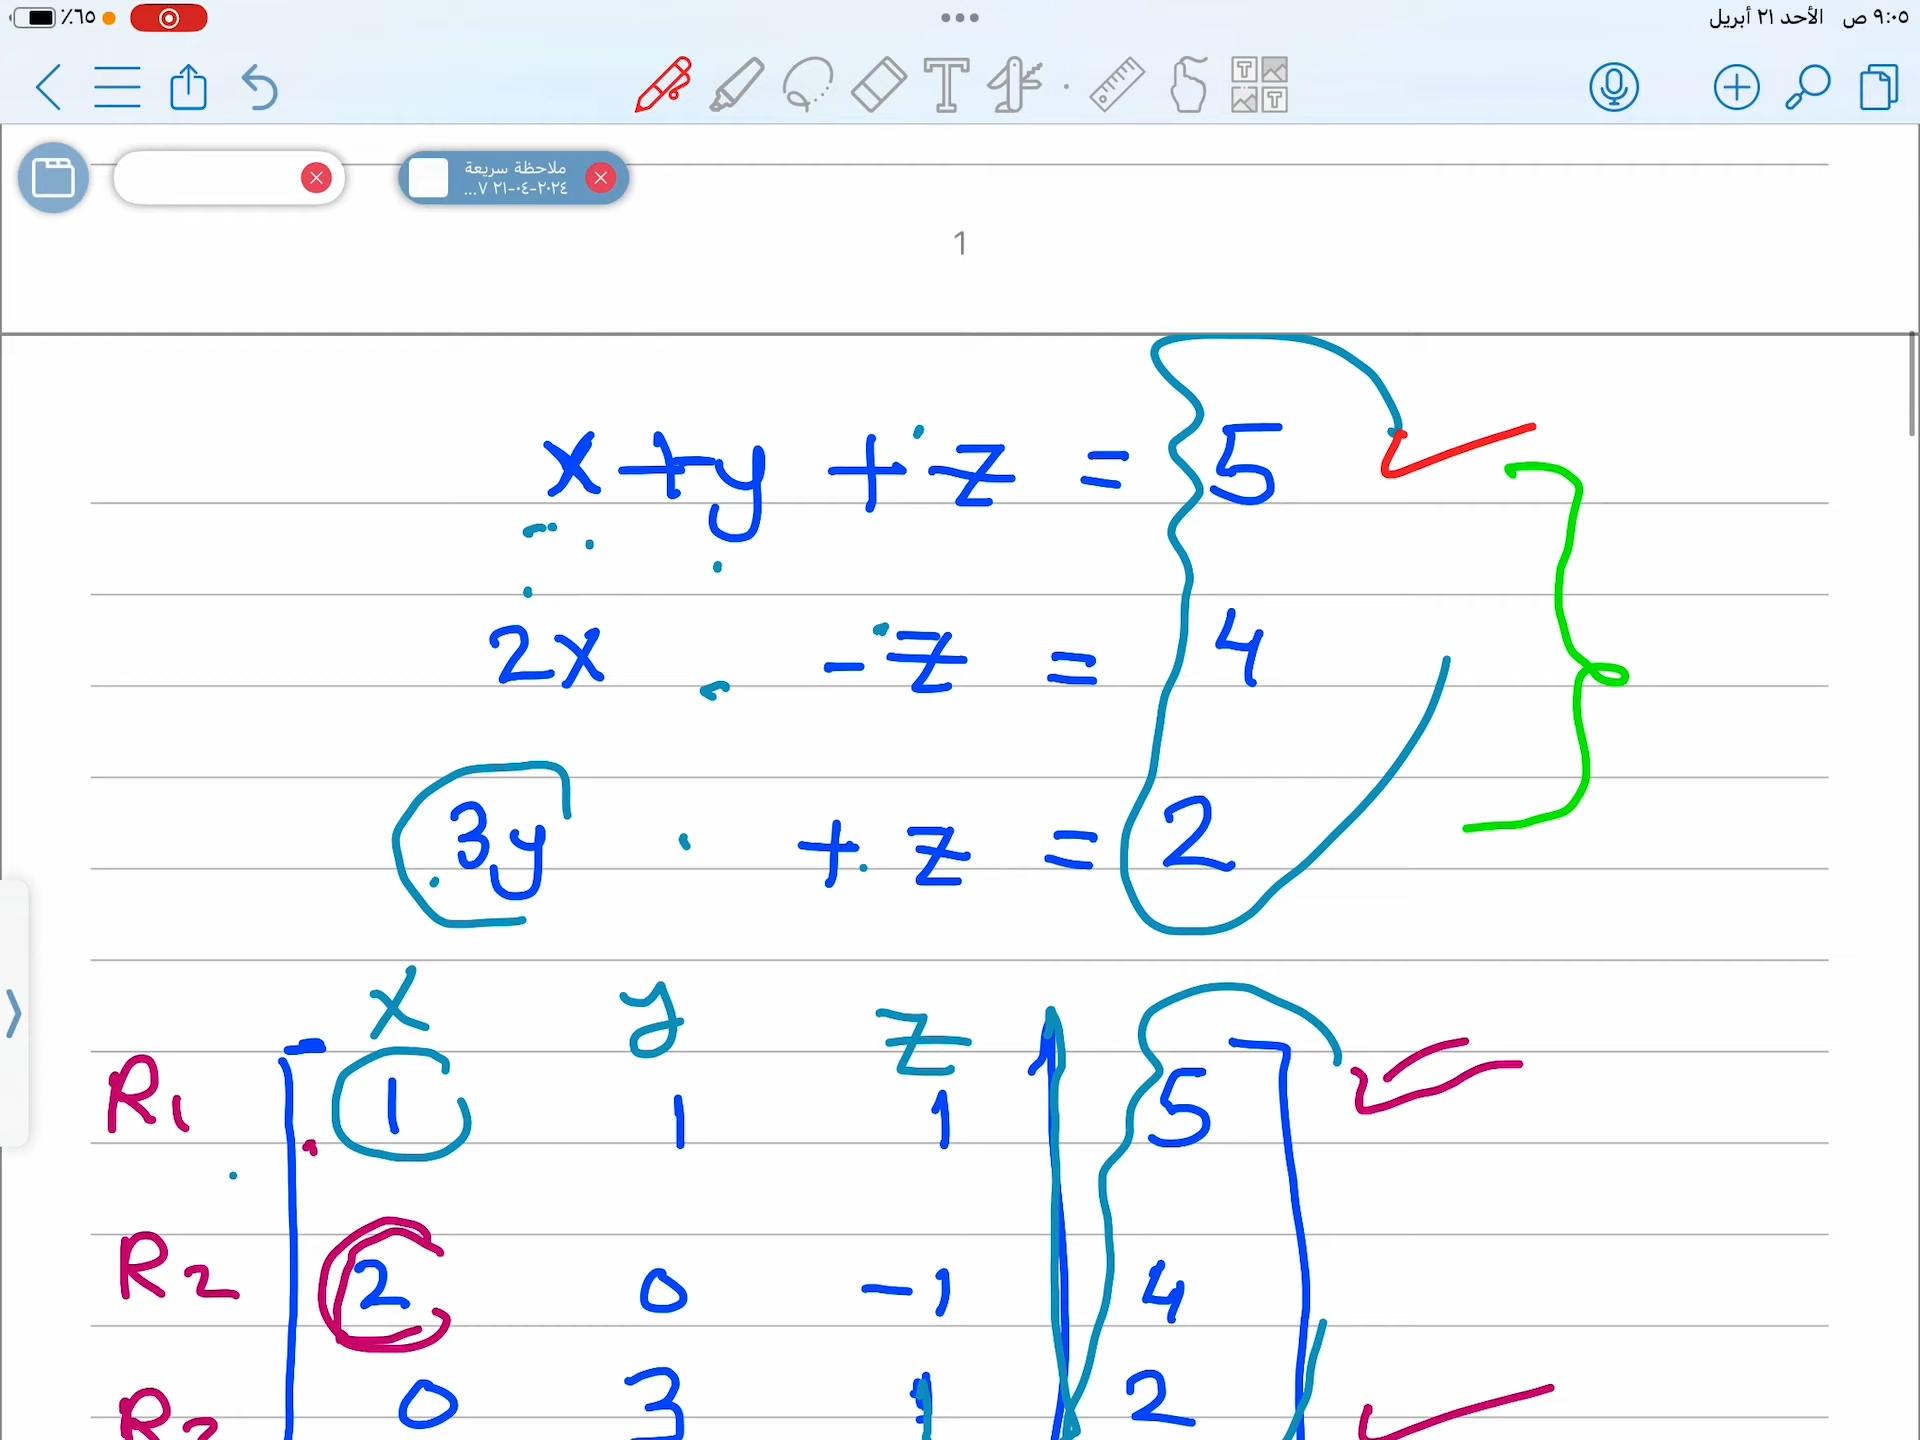 ٪٦٥
٩:٠٥ ص الأحد ٢١ أبريل
ملاحظة سريعة
٢٠٢٤-٠٤-٢١ ٧...
1
x + y + z = 5
2x - z = 4
3y + z = 2
x y z
R1 1 1 1 5
R2 2 0 -1 4
R3 0 3 1 2